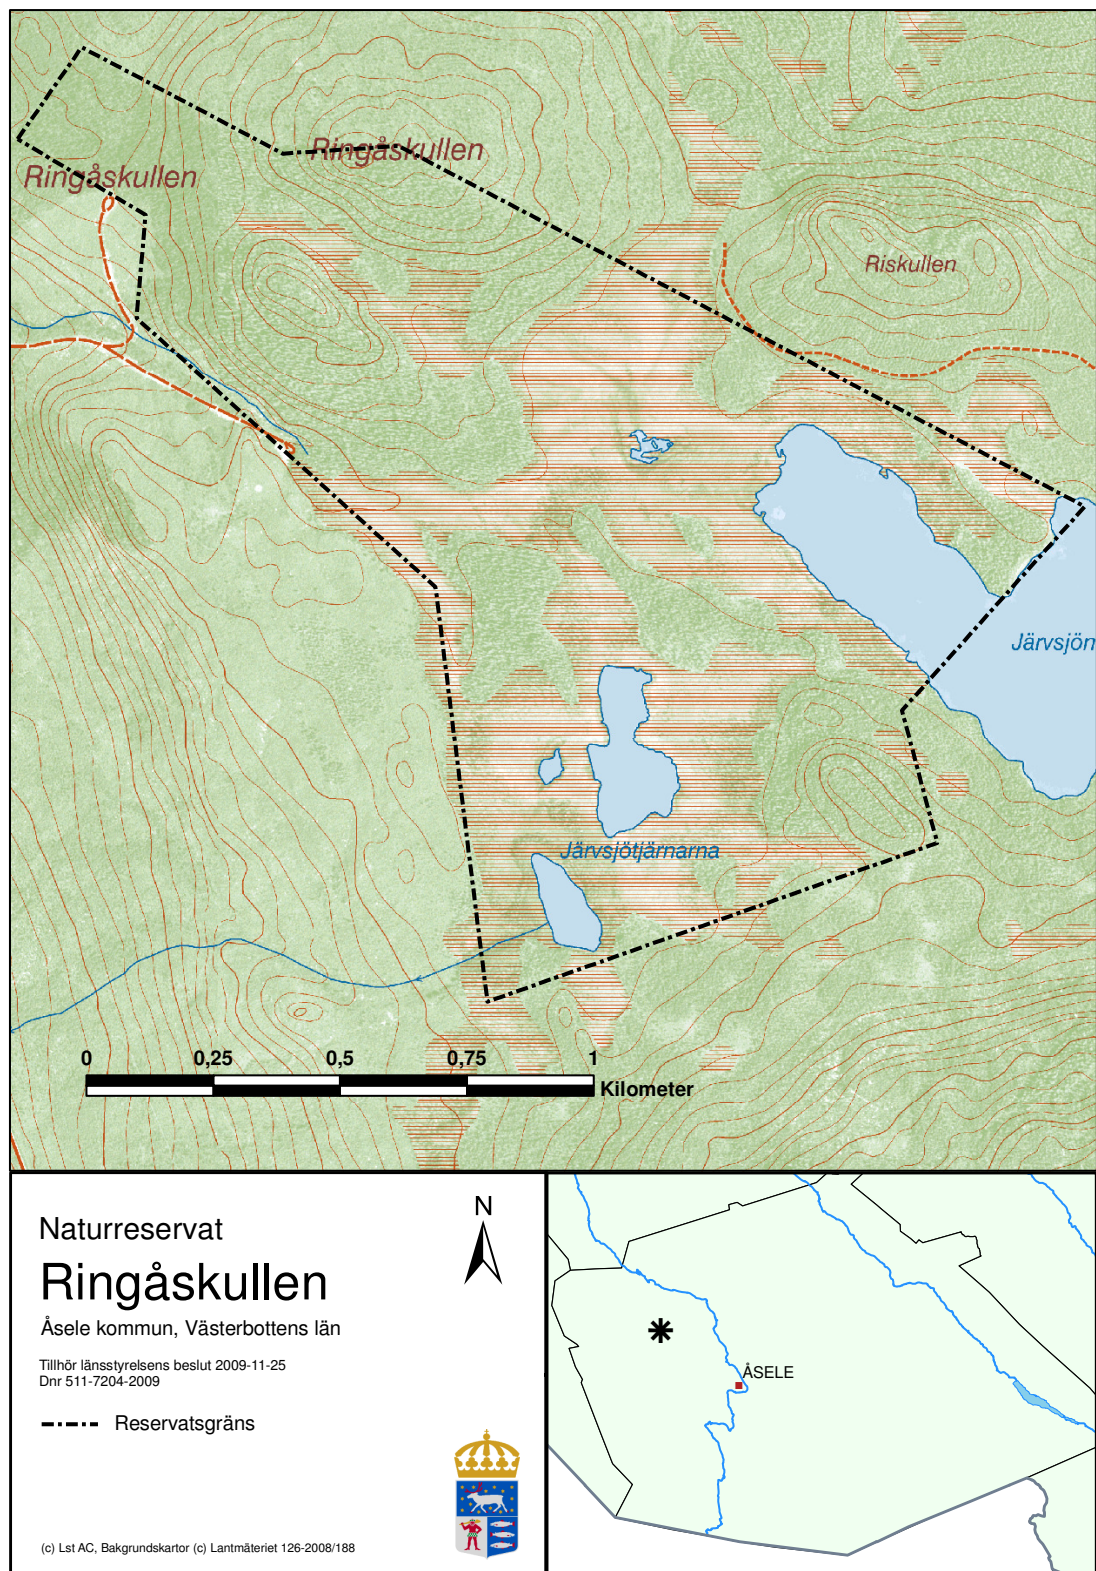 Ringåskullen
Ringåskullen
Riskullen
Järvsjön
Järvsjötjärnarna
0 0,25 0,5 0,75 1
Kilometer
Naturreservat
Ringåskullen
Åsele kommun, Västerbottens län
Tillhör länsstyrelsens beslut 2009-11-25
Dnr 511-7204-2009
Reservatsgräns
(c) Lst AC, Bakgrundskartor (c) Lantmäteriet 126-2008/188
N
ÅSELE